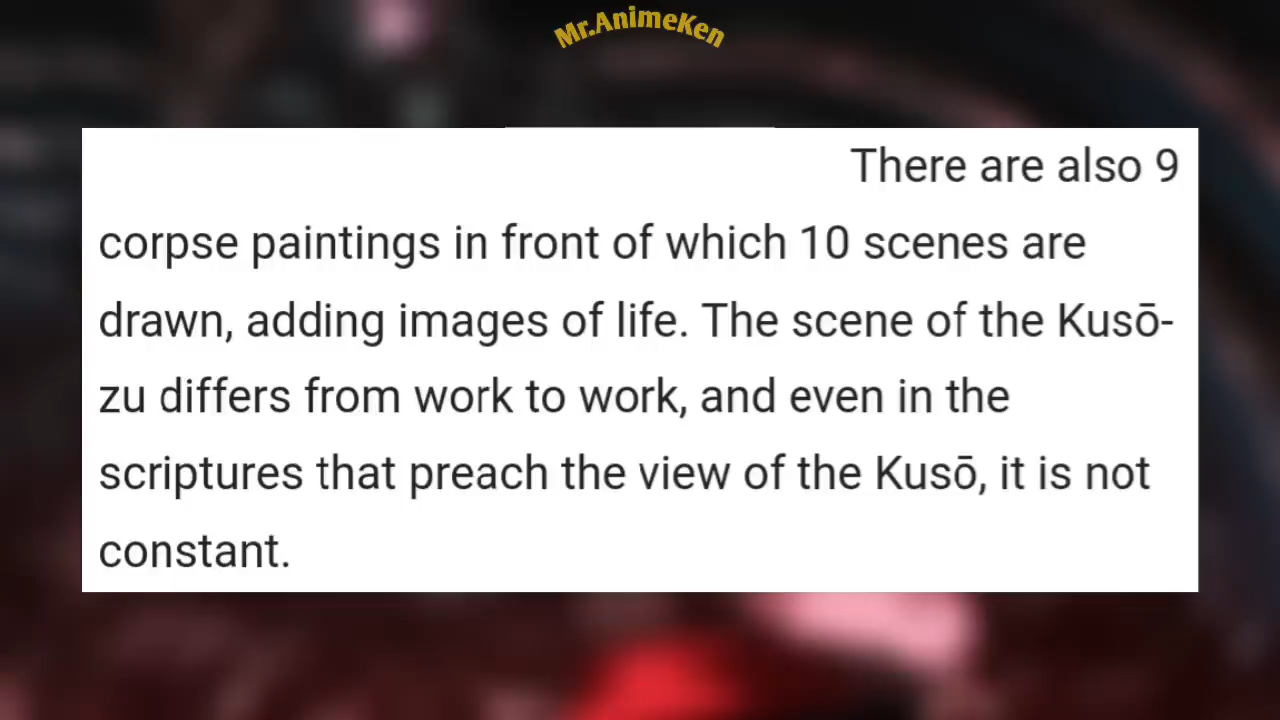 Mr.AnimeKen
There are also 9
corpse paintings in front of which 10 scenes are
drawn, adding images of life. The scene of the Kusō-
zu differs from work to work, and even in the
scriptures that preach the view of the Kusō, it is not
constant.